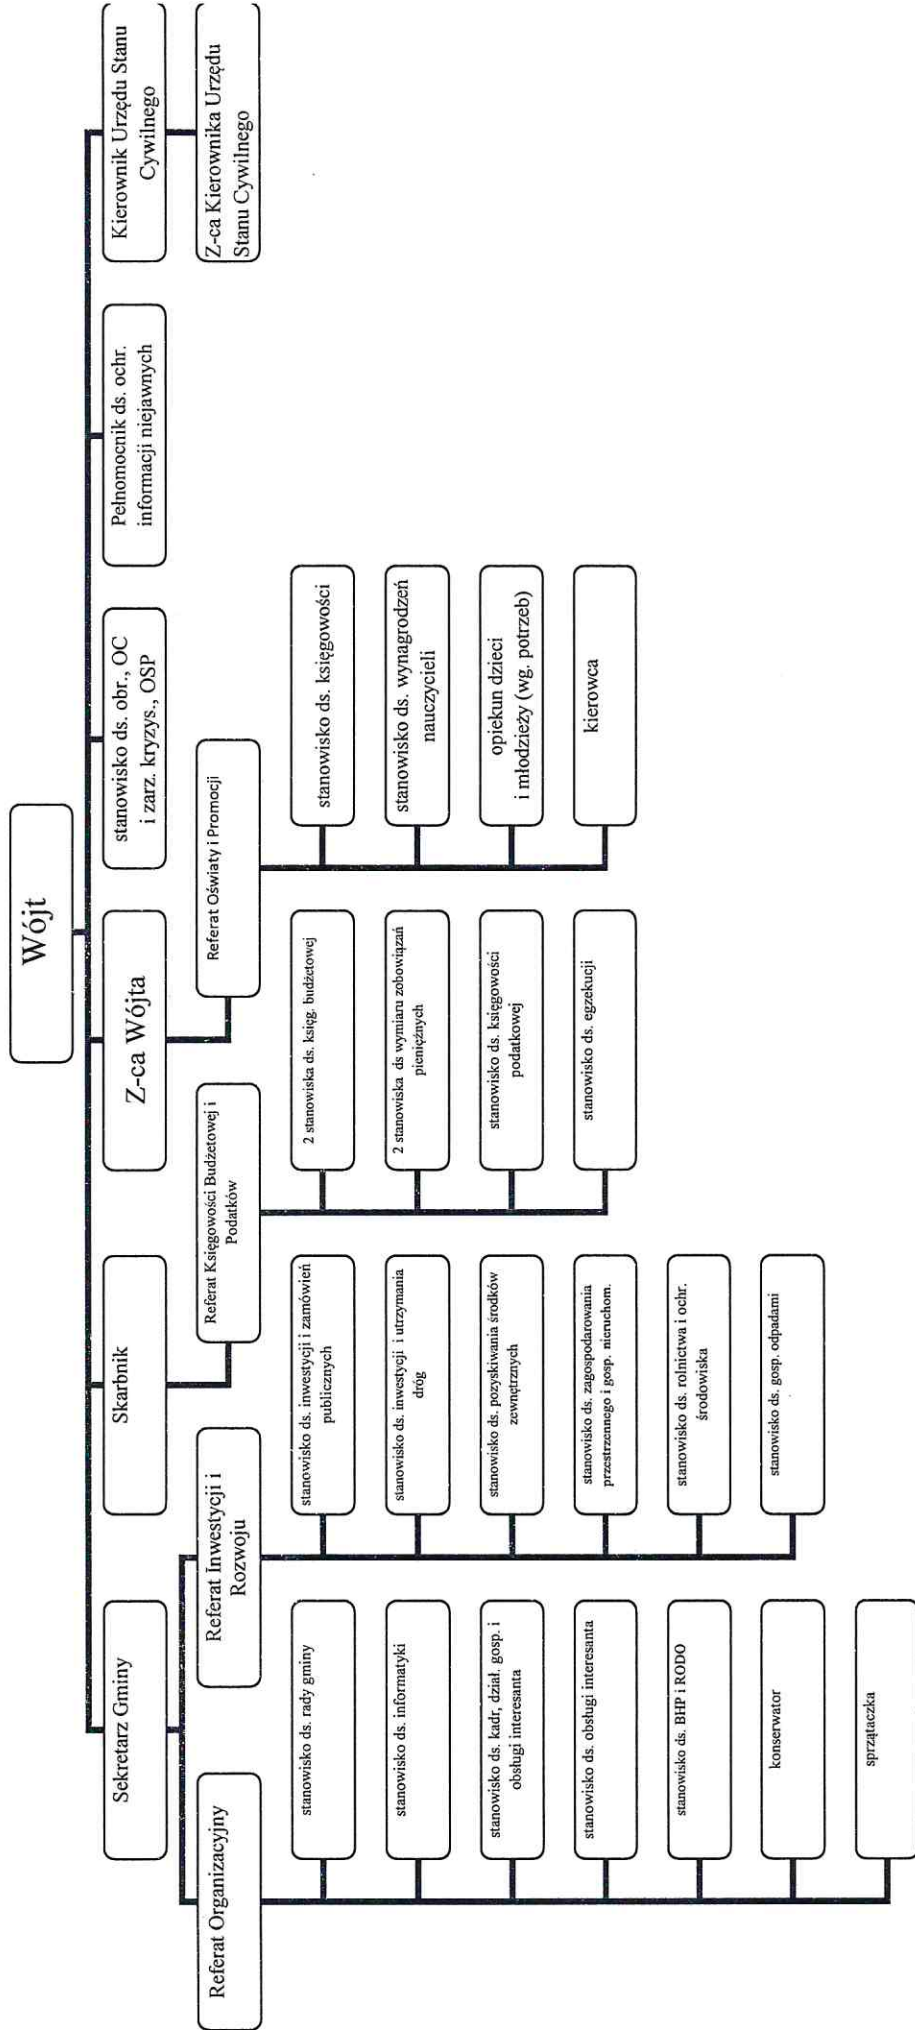 Wójt
Sekretarz Gminy
Skarbnik
Z-ca Wójta
stanowisko ds. obr., OC
i zarz. kryzys., OSP
Pełnomocnik ds. ochr.
informacji niejawnych
Kierownik Urzędu Stanu
Cywilnego
Z-ca Kierownika Urzędu
Stanu Cywilnego
Referat Organizacyjny
stanowisko ds. rady gminy
stanowisko ds. informatyki
stanowisko ds. kadr, dział. gosp. i
obsługi interesanta
stanowisko ds. obsługi interesanta
stanowisko ds. BHP i RODO
konserwator
sprzątaczka
Referat Inwestycji i
Rozwoju
stanowisko ds. inwestycji i zamówień
publicznych
stanowisko ds. inwestycji i utrzymania
dróg
stanowisko ds. pozyskiwania środków
zewnętrznych
stanowisko ds. zagospodarowania
przestrzennego i gosp. nieruchom.
stanowisko ds. rolnictwa i ochr.
środowiska
stanowisko ds. gosp. odpadami
Referat Księgowości Budżetowej i
Podatków
2 stanowiska ds. księg. budżetowej
2 stanowiska ds wymiaru zobowiązań
pieniężnych
stanowisko ds. księgowości
podatkowej
stanowisko ds. egzekucji
Referat Oświaty i Promocji
stanowisko ds. księgowości
stanowisko ds. wynagrodzeń
nauczycieli
opiekun dzieci
i młodzieży (wg. potrzeb)
kierowca